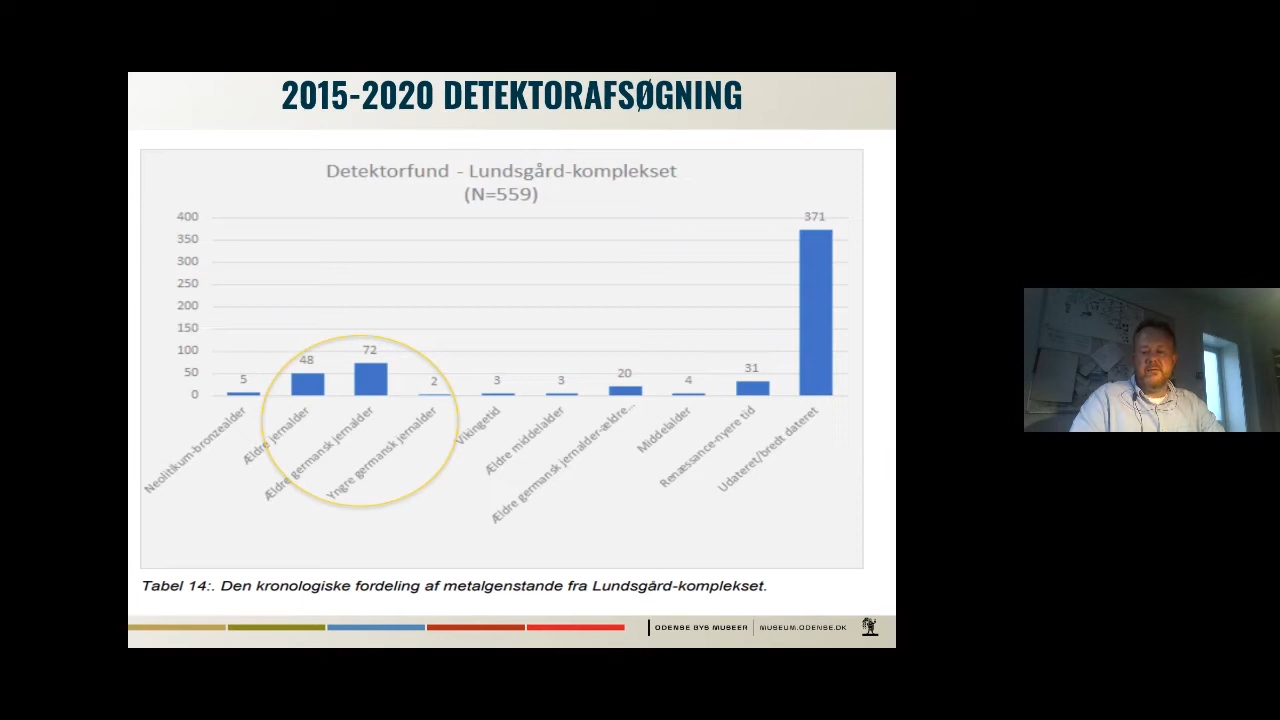 2015-2020 DETEKTORAFSØGNING
Detektorfund - Lundsgård-komplekset
(N=559)
400
350
300
250
200
150
100
50
0
5
48
72
2
3
3
20
4
31
371
Neolitikum-bronzealder
Ældre jernalder
Ældre germansk jernalder
Yngre germansk jernalder
Vikingetid
Ældre middelalder
Ældre germansk jernalder-ældre...
Middelalder
Renæssance-nyere tid
Udateret/bredt dateret
Tabel 14:. Den kronologiske fordeling af metalgenstande fra Lundsgård-komplekset.
ODENSE BYS MUSEER | MUSEUM.ODENSE.DK